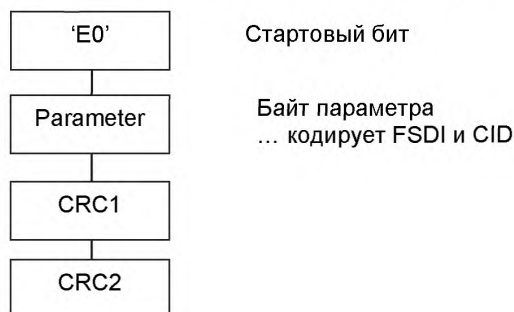 ‘E0’ Стартовый бит
Parameter Байт параметра
... кодирует FSDI и CID
CRC1
CRC2